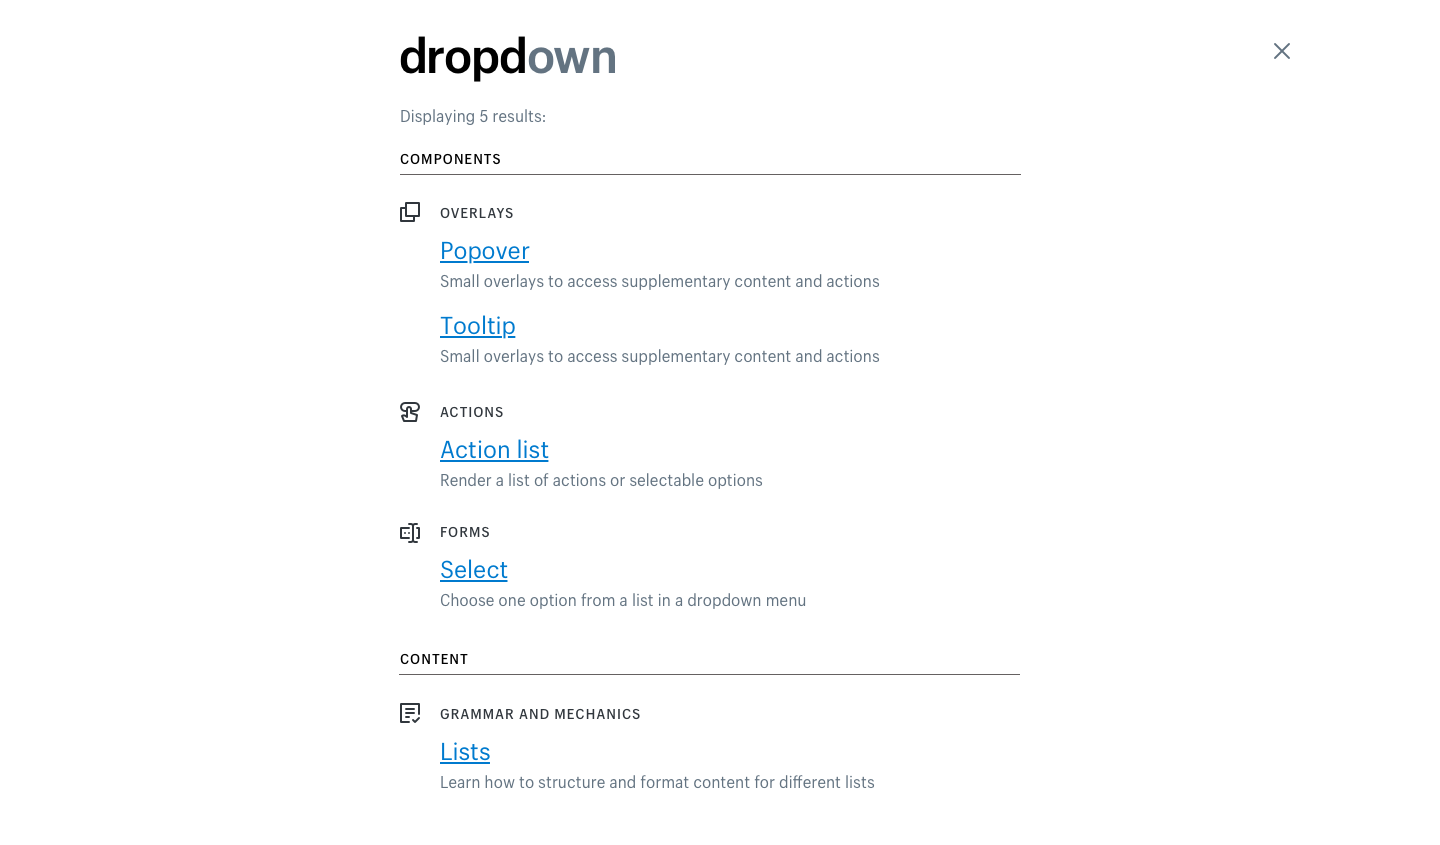 dropdown
Displaying 5 results:
COMPONENTS
OVERLAYS
Popover
Small overlays to access supplementary content and actions
Tooltip
Small overlays to access supplementary content and actions
ACTIONS
Action list
Render a list of actions or selectable options
FORMS
Select
Choose one option from a list in a dropdown menu
CONTENT
GRAMMAR AND MECHANICS
Lists
Learn how to structure and format content for different lists